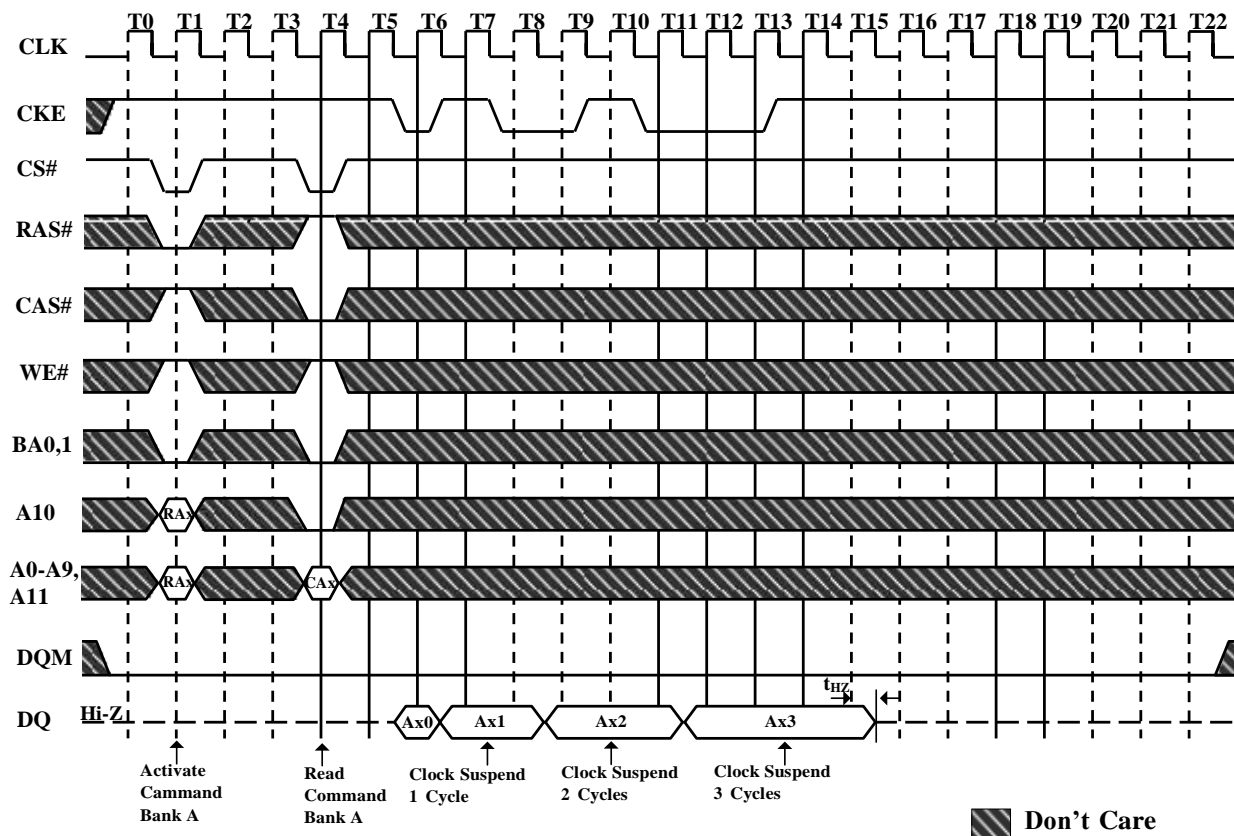 T0 T1 T2 T3 T4 T5 T6 T7 T8 T9 T10 T11 T12 T13 T14 T15 T16 T17 T18 T19 T20 T21 T22
CLK
CKE
CS#
RAS#
CAS#
WE#
BA0,1
A10
RAx
A0-A9,
A11
RAx
CAx
DQM
tHZ
DQ
Hi-Z
Ax0
Ax1
Ax2
Ax3
Activate
Cammand
Bank A
Read
Command
Bank A
Clock Suspend
1 Cycle
Clock Suspend
2 Cycles
Clock Suspend
3 Cycles
Don't Care